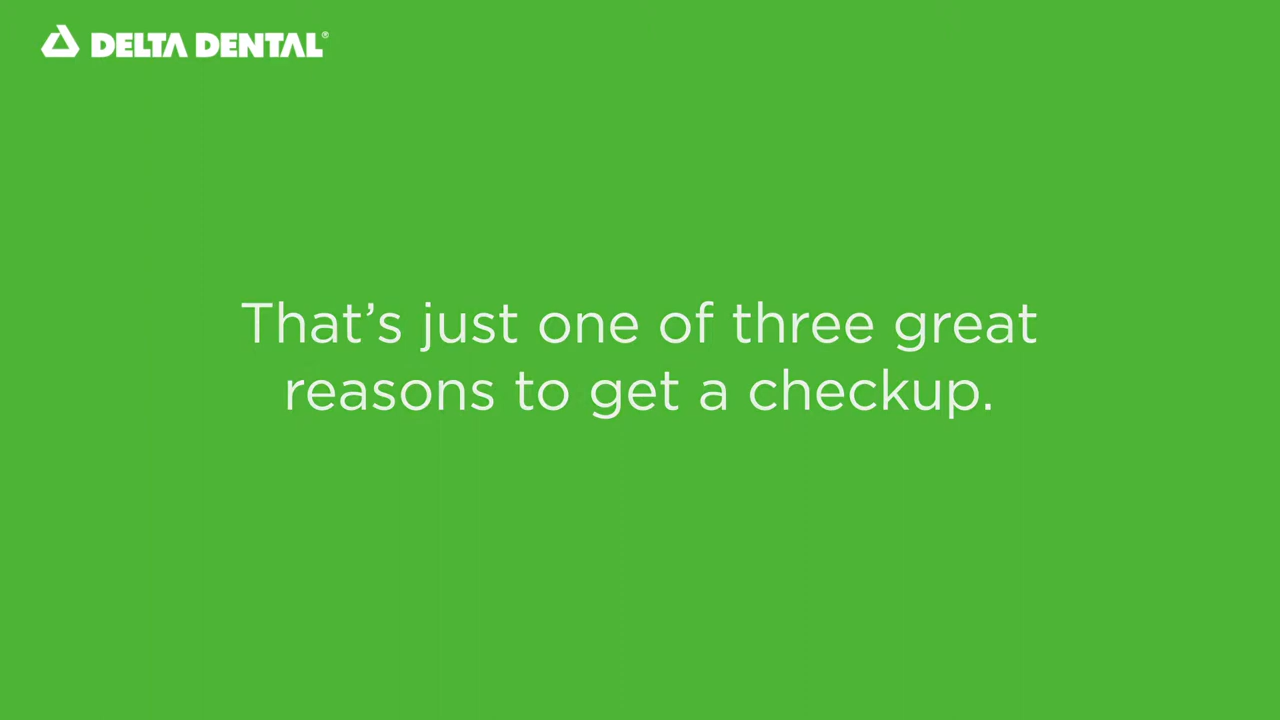 DELTA DENTAL®
That’s just one of three great
reasons to get a checkup.